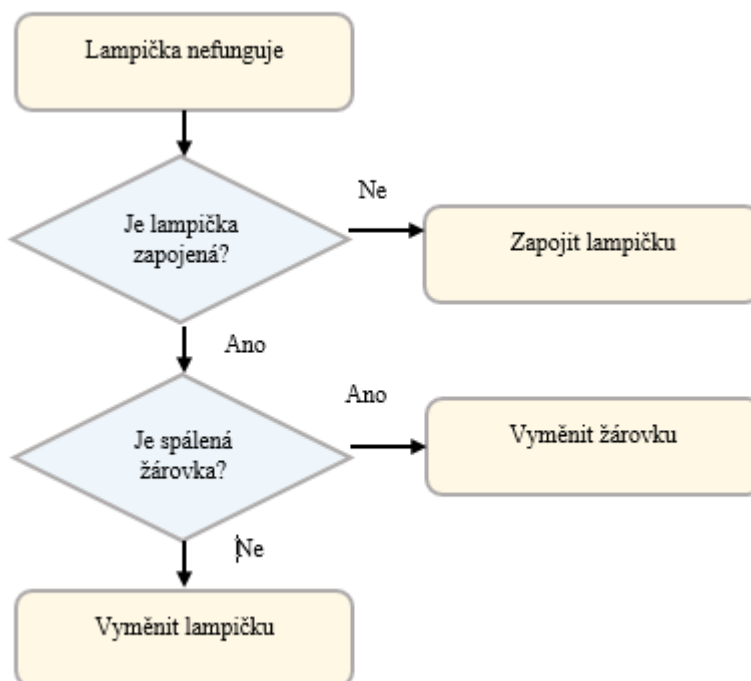 Lampička nefunguje
Ne
Je lampička
zapojená?
Zapojit lampičku
Ano
Ano
Je spálená
žárovka?
Vyměnit žárovku
Ne
Vyměnit lampičku